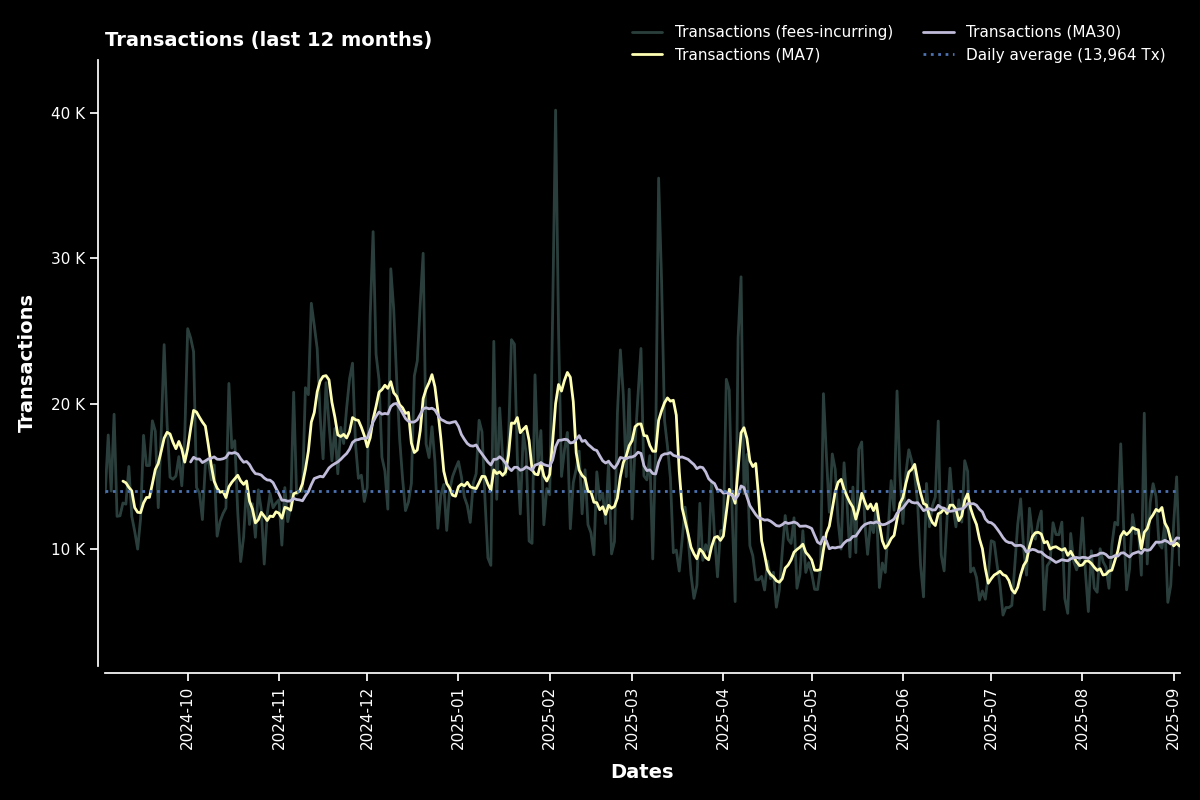 Transactions (last 12 months)
Transactions (fees-incurring)
Transactions (MA7)
Transactions (MA30)
Daily average (13,964 Tx)
Transactions
40 K
30 K
20 K
10 K
2024-10
2024-11
2024-12
2025-01
2025-02
2025-03
2025-04
2025-05
2025-06
2025-07
2025-08
2025-09
Dates